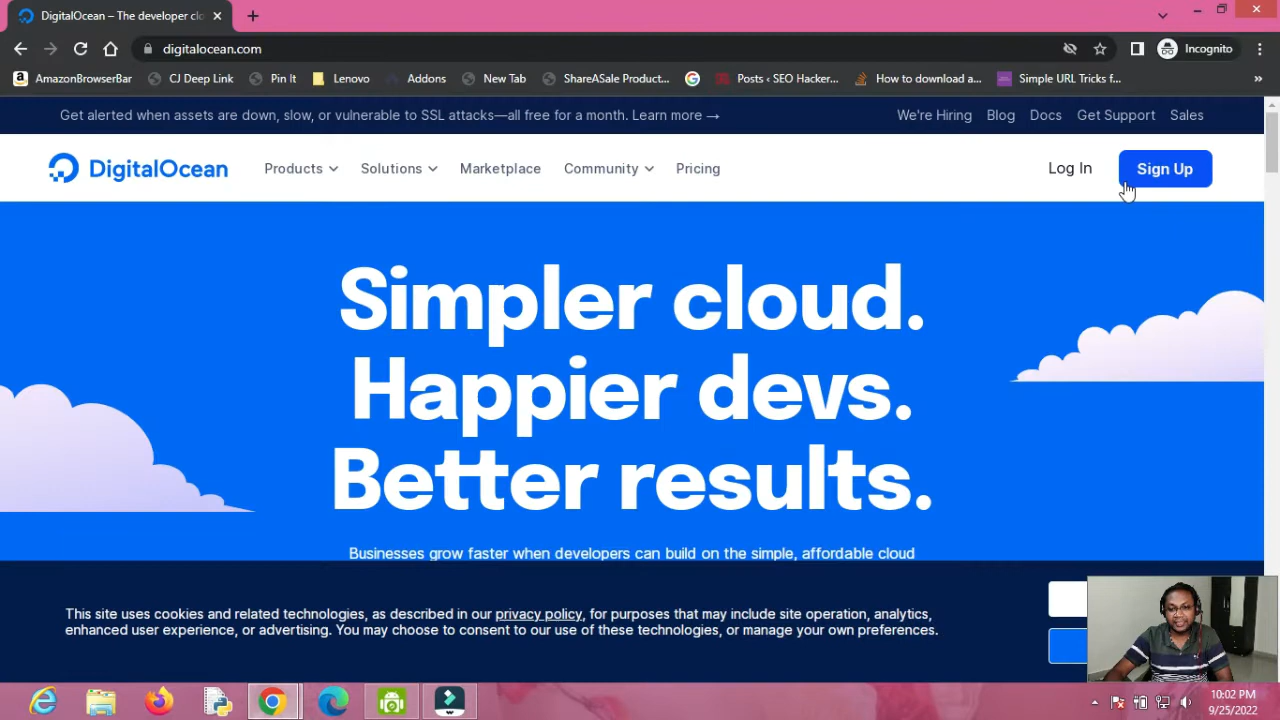 DigitalOcean – The developer clo
digitalocean.com
Incognito
AmazonBrowserBar
CJ Deep Link
Pin It
Lenovo
Addons
New Tab
ShareASale Product...
Posts ‹ SEO Hacker...
How to download a...
Simple URL Tricks f...
»
Get alerted when assets are down, slow, or vulnerable to SSL attacks—all free for a month. Learn more →
We're Hiring
Blog
Docs
Get Support
Sales
DigitalOcean
Products
Solutions
Marketplace
Community
Pricing
Log In
Sign Up
Simpler cloud.
Happier devs.
Better results.
Businesses grow faster when developers can build on the simple, affordable cloud
This site uses cookies and related technologies, as described in our privacy policy, for purposes that may include site operation, analytics,
enhanced user experience, or advertising. You may choose to consent to our use of these technologies, or manage your own preferences.
10:02 PM
9/25/2022